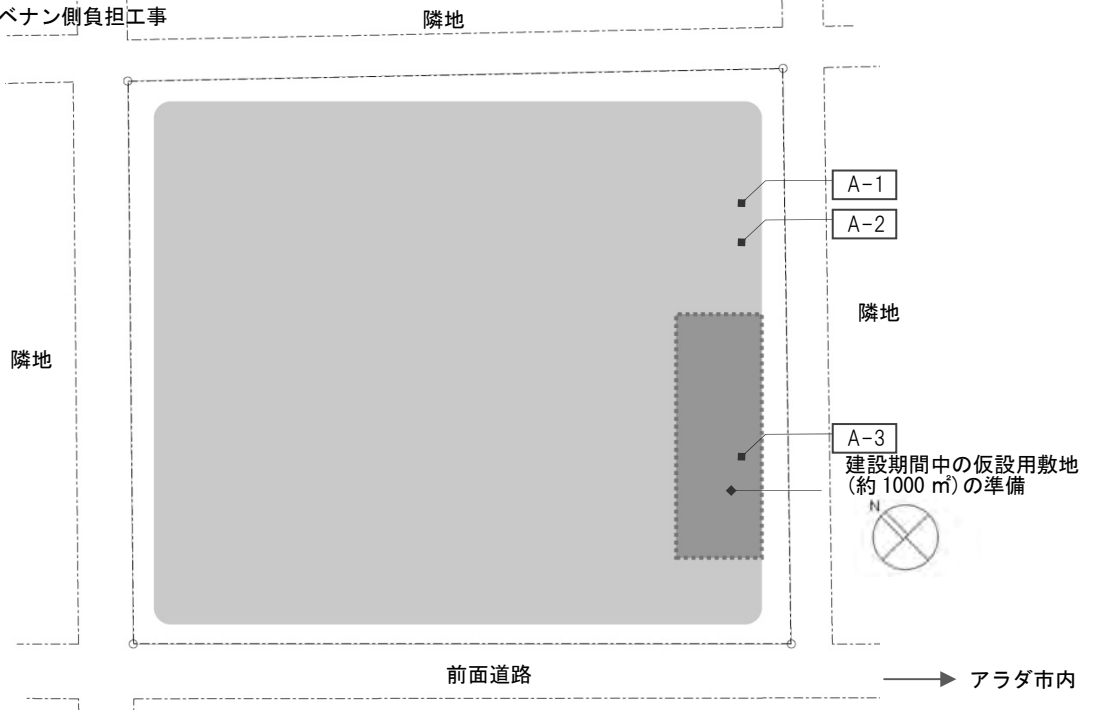 ベナン側負担工事
隣地
A-1
A-2
隣地
隣地
A-3
建設期間中の仮設用敷地
(約 1000 ㎡)の準備
N
前面道路
アラダ市内